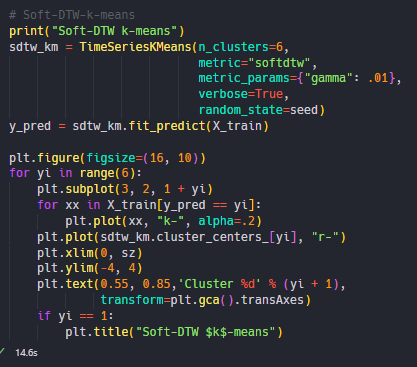 # Soft-DTW-k-means
print("Soft-DTW k-means")
sdtw_km = TimeSeriesKMeans(n_clusters=6,
                           metric="softdtw",
                           metric_params={"gamma": .01},
                           verbose=True,
                           random_state=seed)
y_pred = sdtw_km.fit_predict(X_train)

plt.figure(figsize=(16, 10))
for yi in range(6):
    plt.subplot(3, 2, 1 + yi)
    for xx in X_train[y_pred == yi]:
        plt.plot(xx, "k-", alpha=.2)
    plt.plot(sdtw_km.cluster_centers_[yi], "r-")
    plt.xlim(0, sz)
    plt.ylim(-4, 4)
    plt.text(0.55, 0.85,'Cluster %d' % (yi + 1),
             transform=plt.gca().transAxes)
    if yi == 1:
        plt.title("Soft-DTW $k$-means")
✓ 14.6s